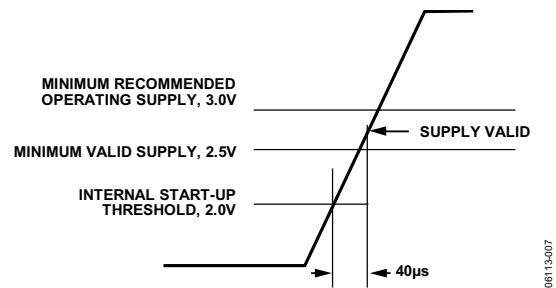 MINIMUM RECOMMENDED
OPERATING SUPPLY, 3.0V
SUPPLY VALID
MINIMUM VALID SUPPLY, 2.5V
INTERNAL START-UP
THRESHOLD, 2.0V
40µs
06113-007